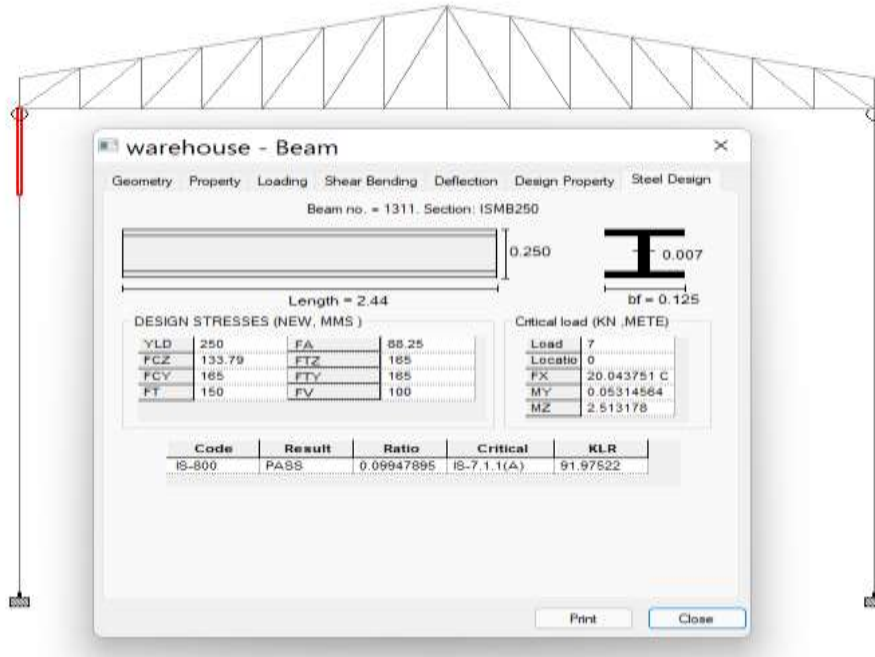 warehouse - Beam
Geometry Property Loading Shear Bending Deflection Design Property Steel Design
Beam no. = 1311. Section: ISMB250
0.250
0.007
Length = 2.44
bf = 0.125
DESIGN STRESSES (NEW, MMS )
YLD 250 FA 88.25
FCZ 133.79 FTZ 165
FCY 165 FTY 165
FT 150 FV 100
Critical load (KN ,METE)
Load 7
Locatio 0
FX 20.043751 C
MY 0.05314564
MZ 2.513178
Code Result Ratio Critical KLR
IS-800 PASS 0.09947895 IS-7.1.1(A) 91.97522
Print Close